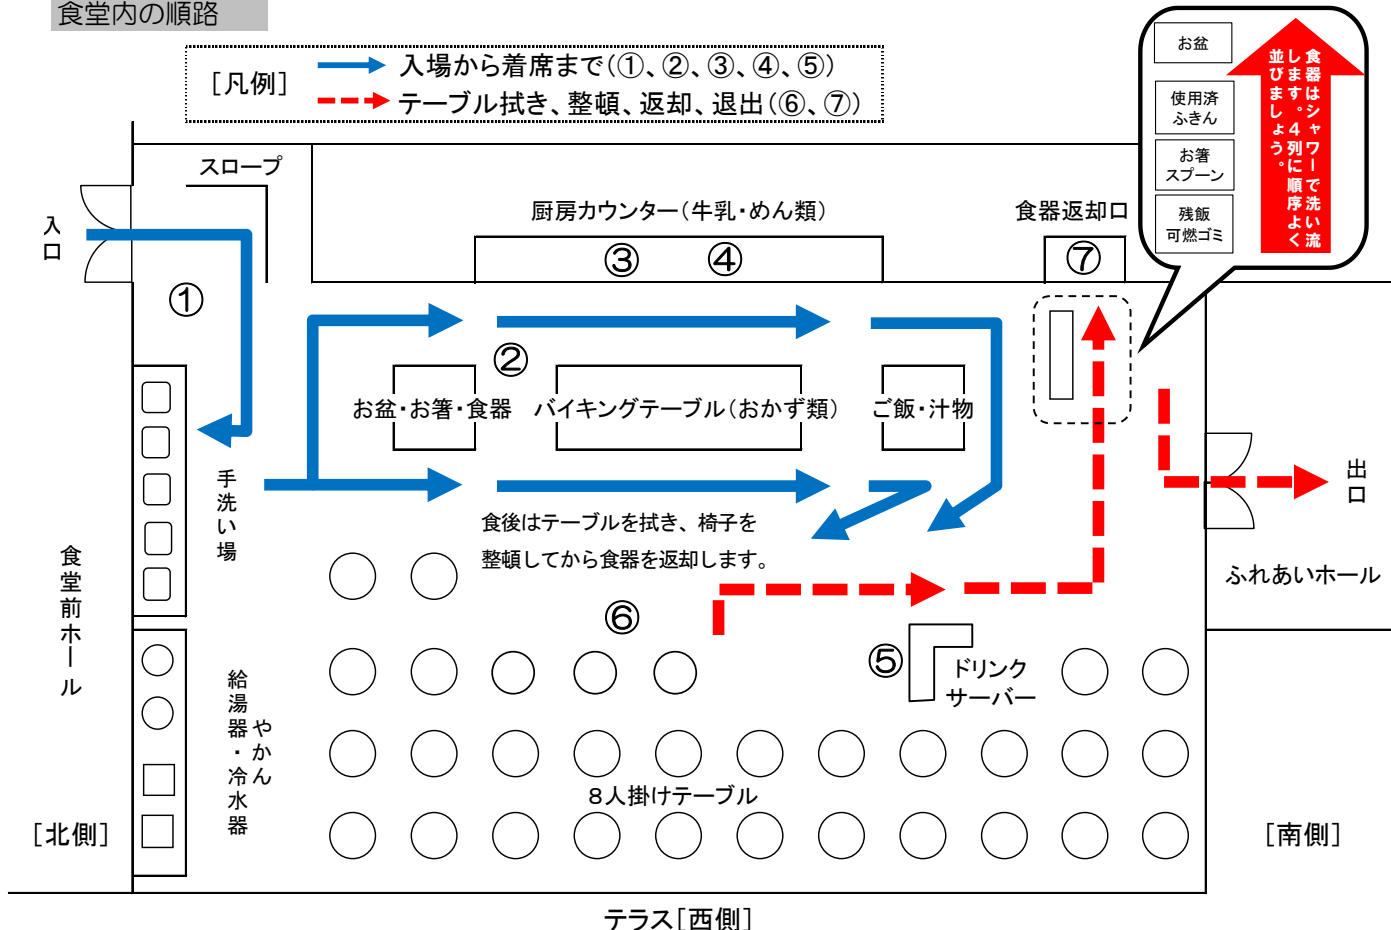 食堂内の順路
[凡例]
入場から着席まで(①、②、③、④、⑤)
テーブル拭き、整頓、返却、退出(⑥、⑦)
お盆
使用済
ふきん
お箸
スプーン
残飯
可燃ゴミ
食器はシャワーで洗い流
します。4列に順序よく
並びましょう。
スロープ
入口
厨房カウンター(牛乳・めん類)
食器返却口
③
④
⑦
①
②
お盆・お箸・食器
バイキングテーブル(おかず類)
ご飯・汁物
手洗い場
出口
食後はテーブルを拭き、椅子を
整頓してから食器を返却します。
食堂前ホール
ふれあいホール
⑥
⑤
ドリンク
サーバー
給湯器・冷水器
やかん
8人掛けテーブル
[北側]
[南側]
テラス[西側]